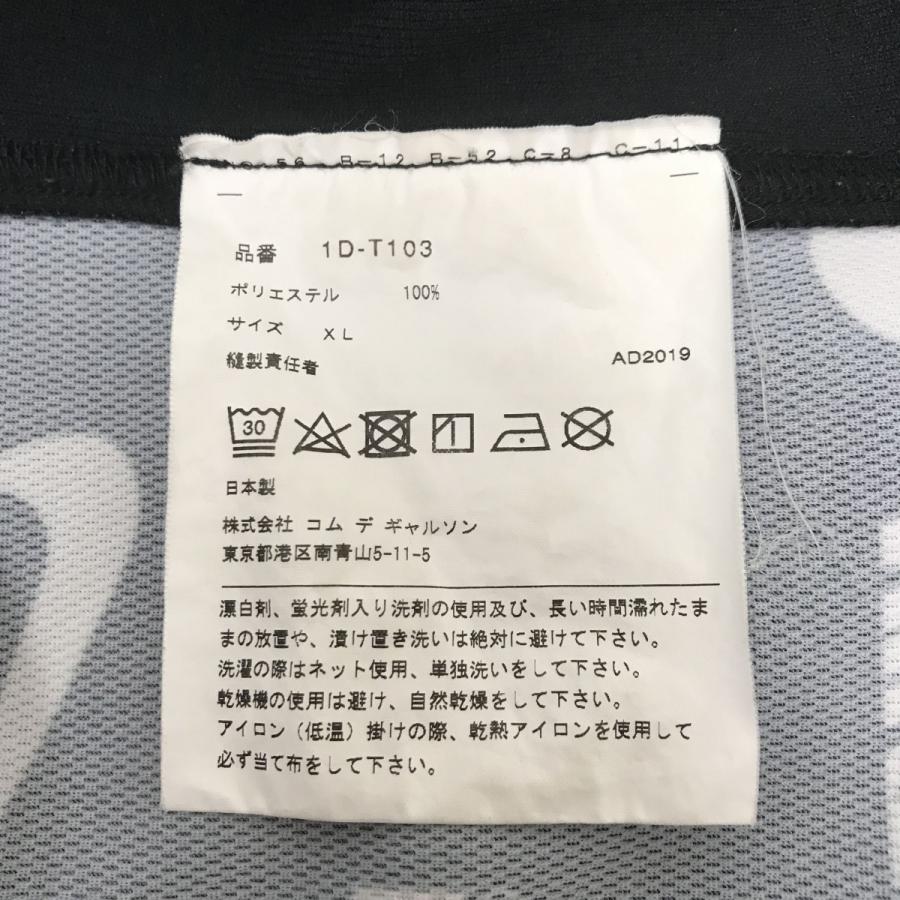 No.56 B-12 B-52 C-8 C-11
品番 1D-T103
ポリエステル 100%
サイズ XL
縫製責任者 AD2019
30
日本製
株式会社 コム デ ギャルソン
東京都港区南青山5-11-5
漂白剤、蛍光剤入り洗剤の使用及び、長い時間濡れたま
まの放置や、漬け置き洗いは絶対に避けて下さい。
洗濯の際はネット使用、単独洗いをして下さい。
乾燥機の使用は避け、自然乾燥をして下さい。
アイロン（低温）掛けの際、乾熱アイロンを使用して
必ず当て布をして下さい。